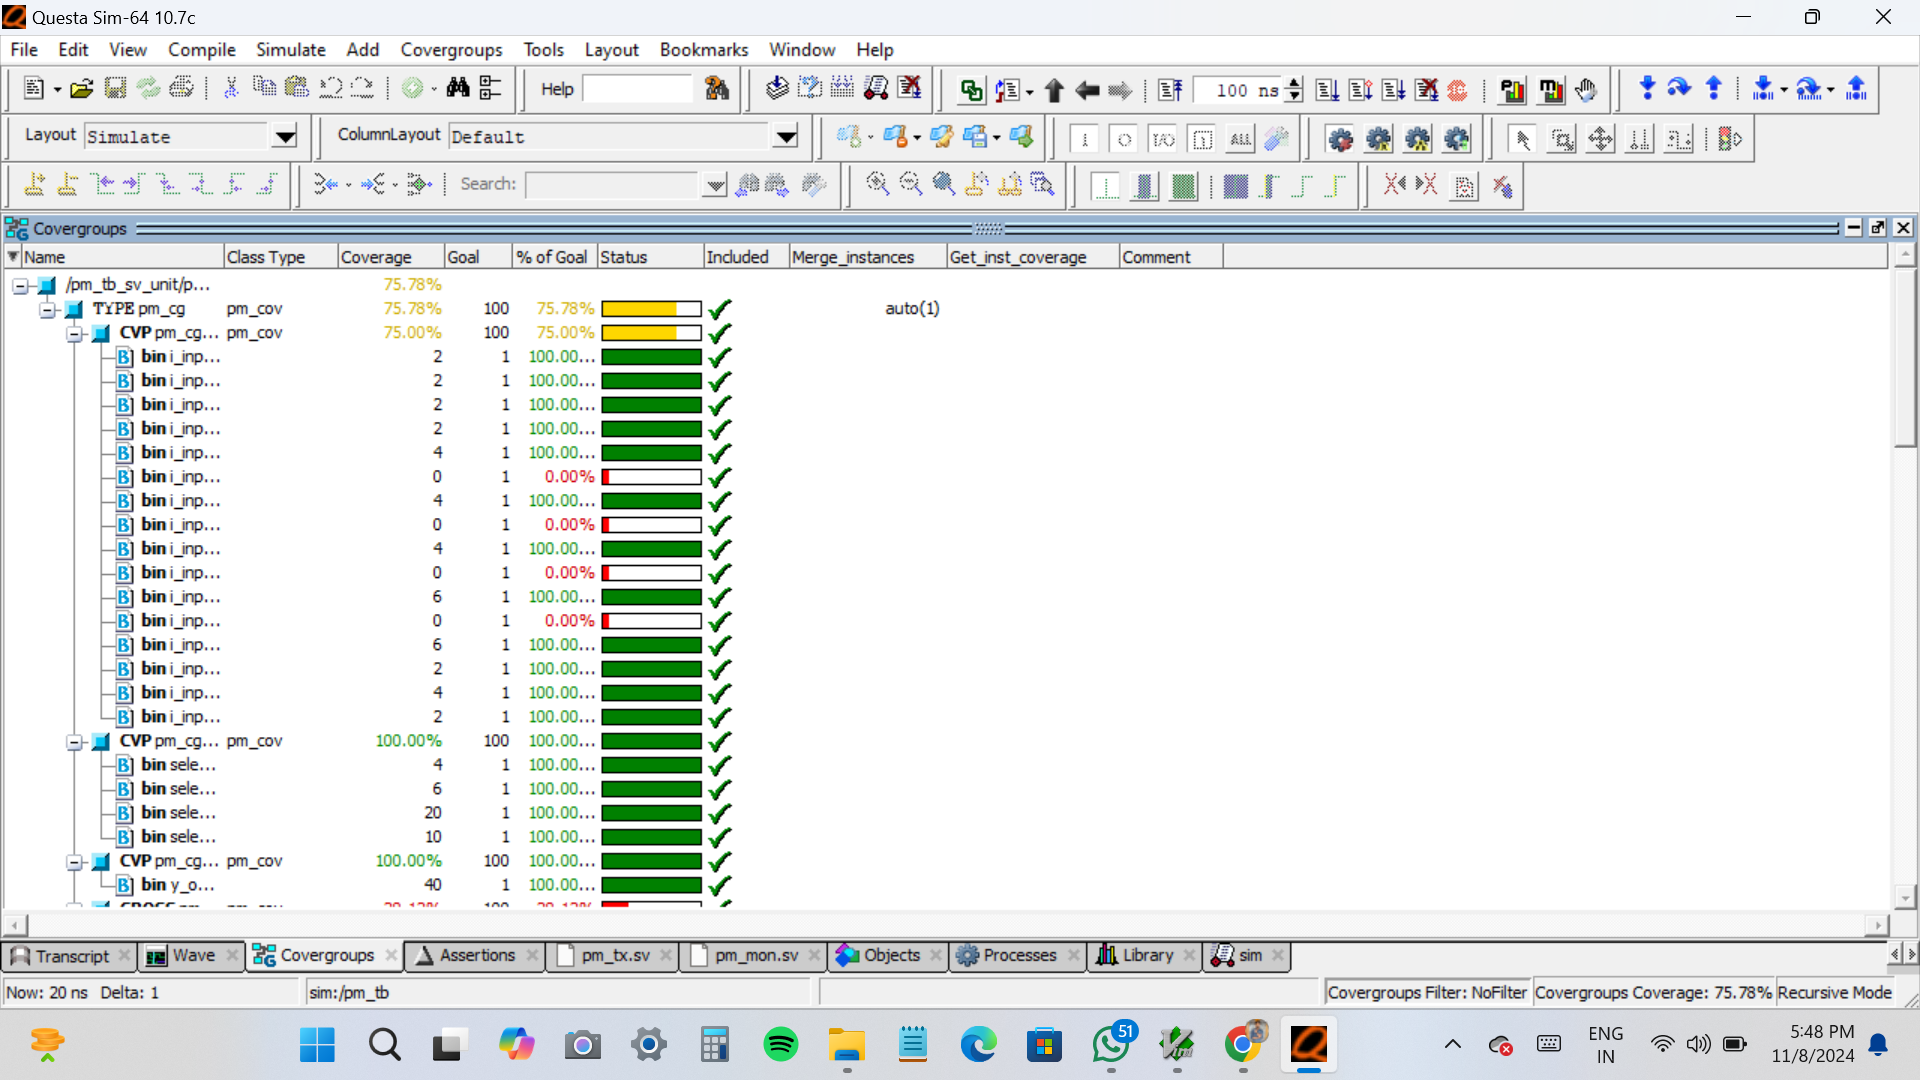 Questa Sim-64 10.7c
File Edit View Compile Simulate Add Covergroups Tools Layout Bookmarks Window Help
Help
100 ns
Layout Simulate ColumnLayout Default
ALL
Search:
Covergroups
Name Class Type Coverage Goal % of Goal Status Included Merge_instances Get_inst_coverage Comment
/pm_tb_sv_unit/p... 75.78%
TYPE pm_cg pm_cov 75.78% 100 75.78% auto(1)
CVP pm_cg... pm_cov 75.00% 100 75.00%
B] bin i_inp... 2 1 100.00...
B] bin i_inp... 2 1 100.00...
B] bin i_inp... 2 1 100.00...
B] bin i_inp... 2 1 100.00...
B] bin i_inp... 4 1 100.00...
B] bin i_inp... 0 1 0.00%
B] bin i_inp... 4 1 100.00...
B] bin i_inp... 0 1 0.00%
B] bin i_inp... 4 1 100.00...
B] bin i_inp... 0 1 0.00%
B] bin i_inp... 6 1 100.00...
B] bin i_inp... 0 1 0.00%
B] bin i_inp... 6 1 100.00...
B] bin i_inp... 2 1 100.00...
B] bin i_inp... 4 1 100.00...
B] bin i_inp... 2 1 100.00...
CVP pm_cg... pm_cov 100.00% 100 100.00...
B] bin sele... 4 1 100.00...
B] bin sele... 6 1 100.00...
B] bin sele... 20 1 100.00...
B] bin sele... 10 1 100.00...
CVP pm_cg... pm_cov 100.00% 100 100.00...
B] bin y_o... 40 1 100.00...
Transcript Wave Covergroups Assertions pm_tx.sv pm_mon.sv Objects Processes Library sim
Now: 20 ns Delta: 1 sim:/pm_tb Covergroups Filter: NoFilter Covergroups Coverage: 75.78% Recursive Mode
51
ENG
IN
5:48 PM
11/8/2024